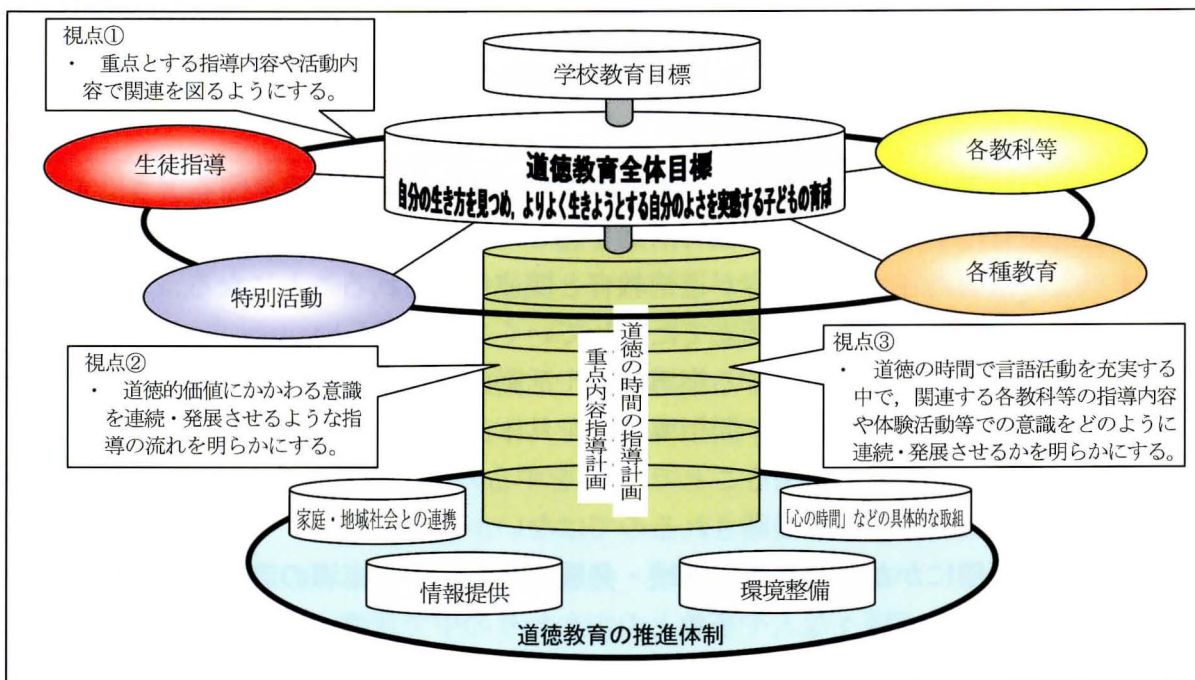 視点①
・ 重点とする指導内容や活動内
容で関連を図るようにする。
学校教育目標
生徒指導
各教科等
道徳教育全体目標
自分の生き方を見つめ，よりよく生きようとする自分のよさを実感する子どもの育成
特別活動
各種教育
視点②
・ 道徳的価値にかかわる意識
を連続・発展させるような指
導の流れを明らかにする。
道徳の時間の指導計画
重点内容指導計画
視点③
・ 道徳の時間で言語活動を充実する
中で，関連する各教科等の指導内容
や体験活動等での意識をどのように
連続・発展させるかを明らかにする。
家庭・地域社会との連携
「心の時間」などの具体的な取組
情報提供
環境整備
道徳教育の推進体制